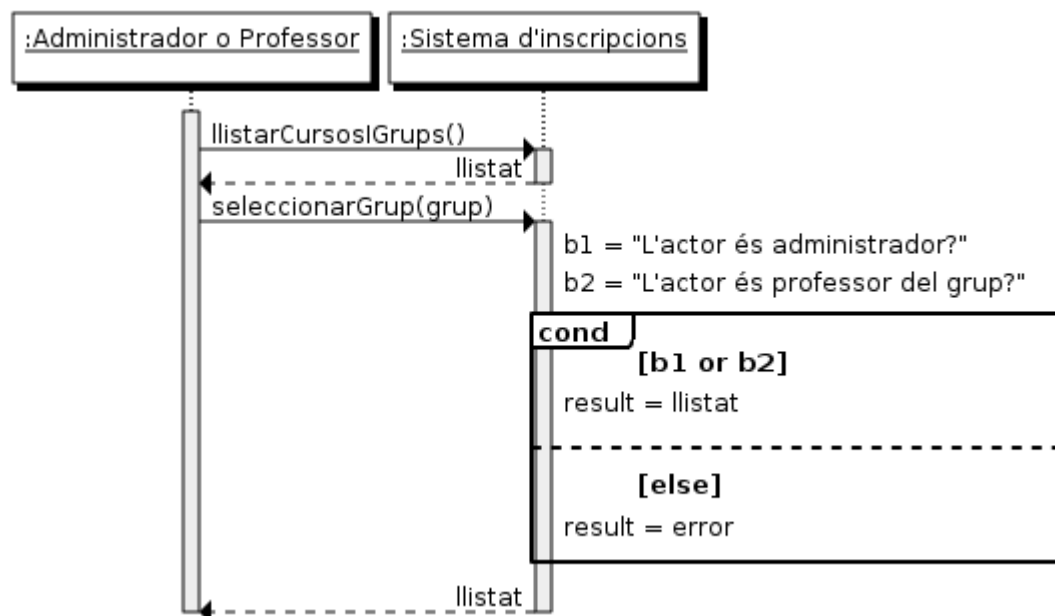 :Administrador o Professor
:Sistema d'inscripcions
llistarCursosIGrups()
llistat
seleccionarGrup(grup)
b1 = "L'actor és administrador?"
b2 = "L'actor és professor del grup?"
cond
[b1 or b2]
result = llistat
[else]
result = error
llistat